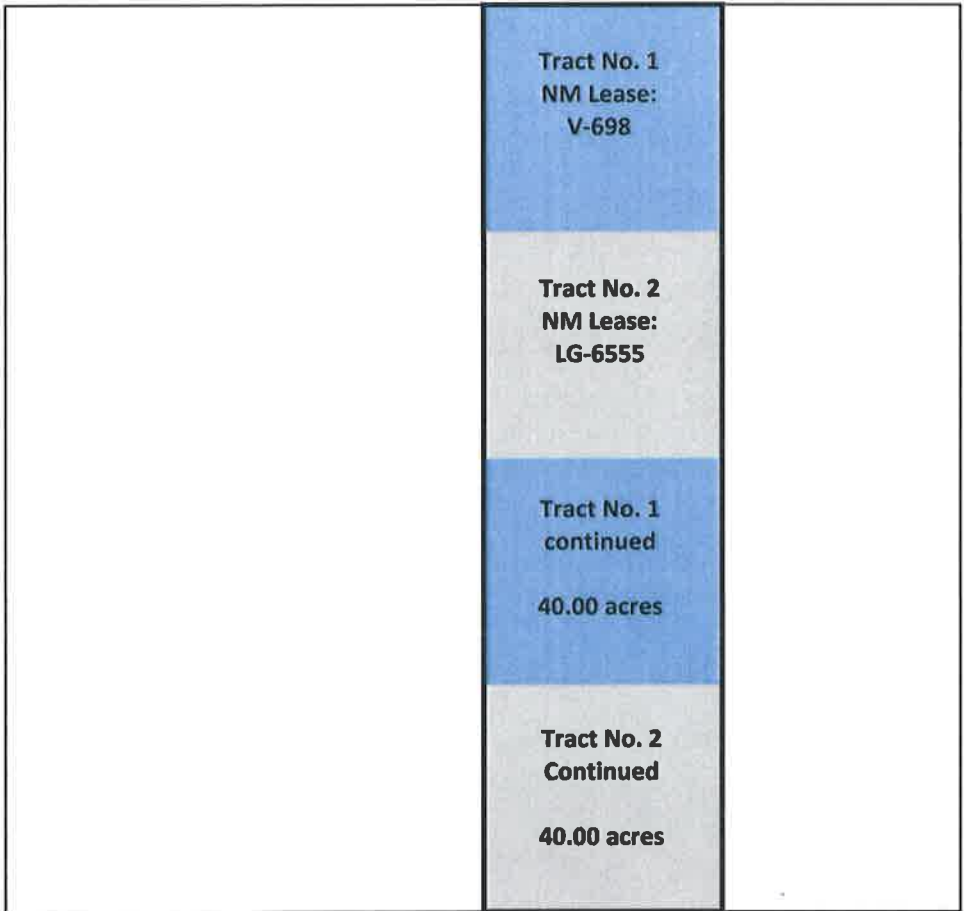 Tract No. 1
NM Lease:
V-698
Tract No. 2
NM Lease:
LG-6555
Tract No. 1
continued
40.00 acres
Tract No. 2
Continued
40.00 acres